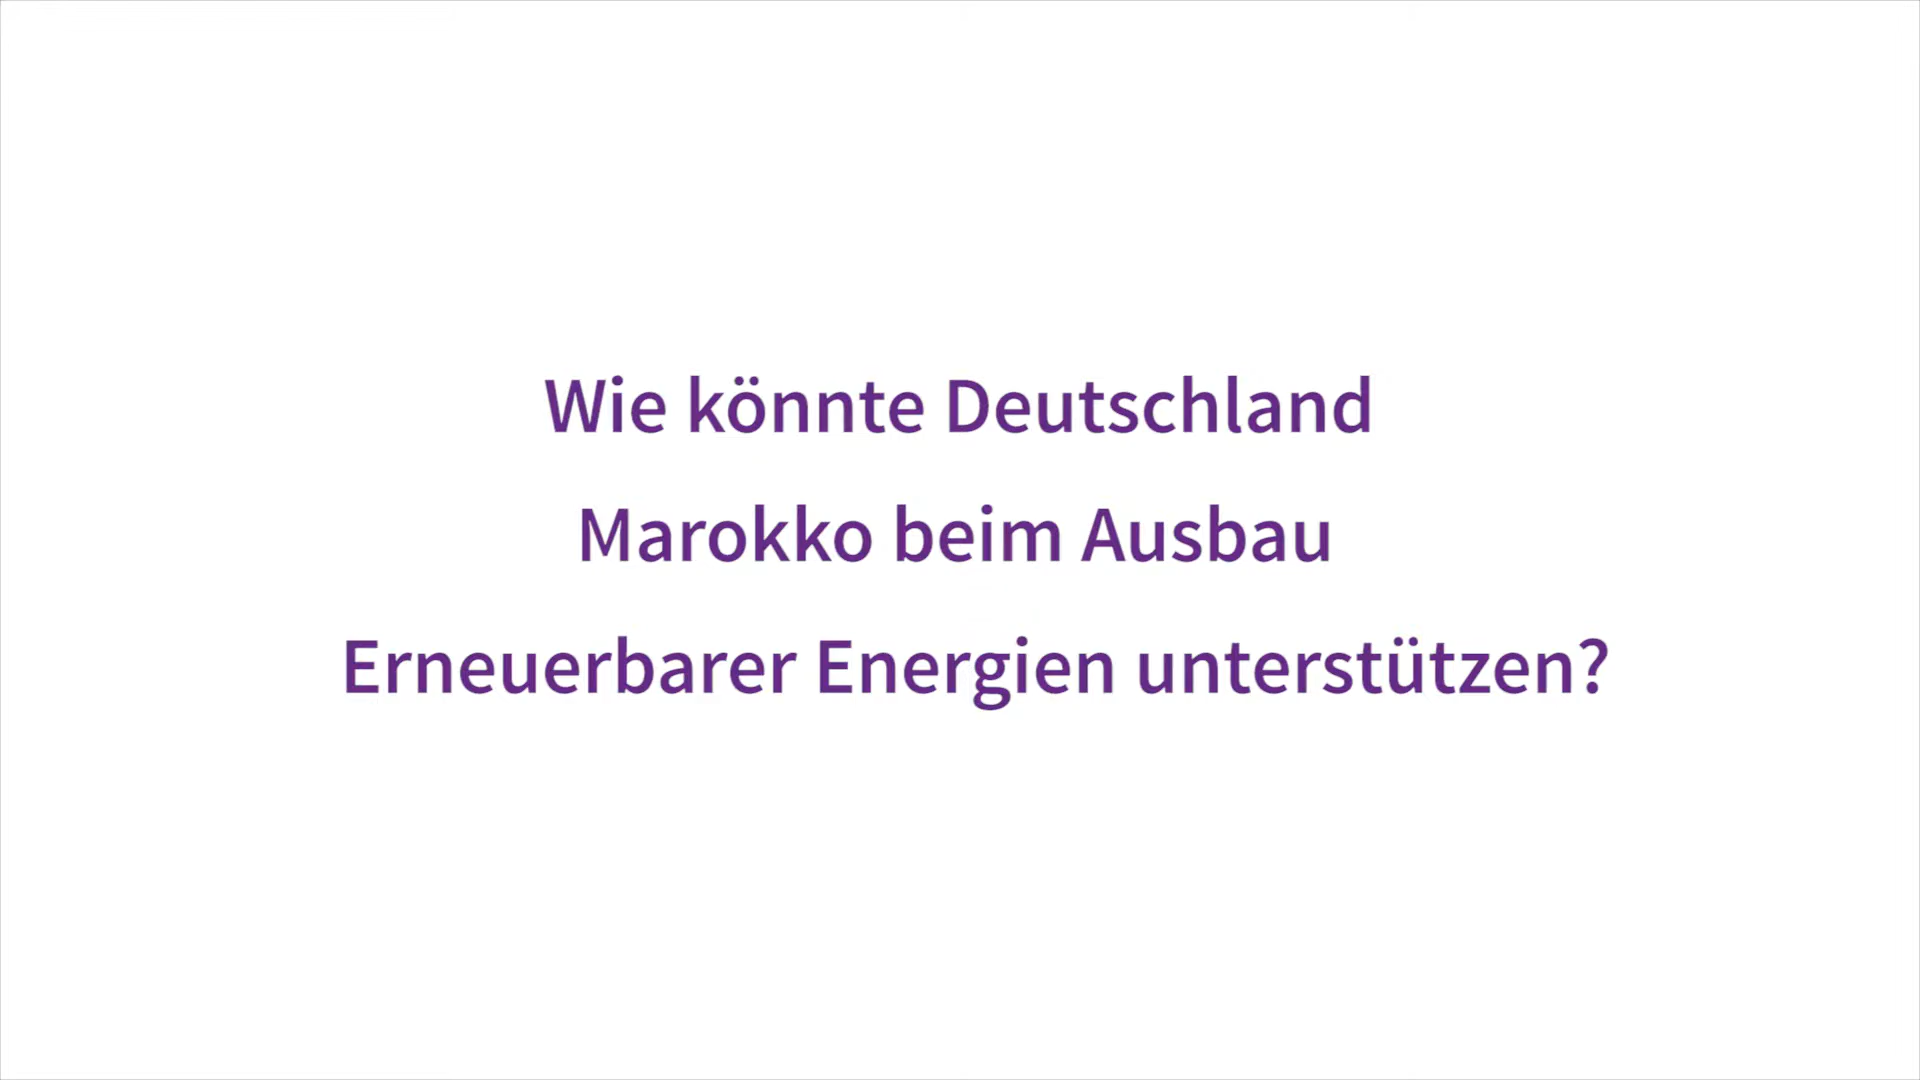 Wie könnte Deutschland
Marokko beim Ausbau
Erneuerbarer Energien unterstützen?